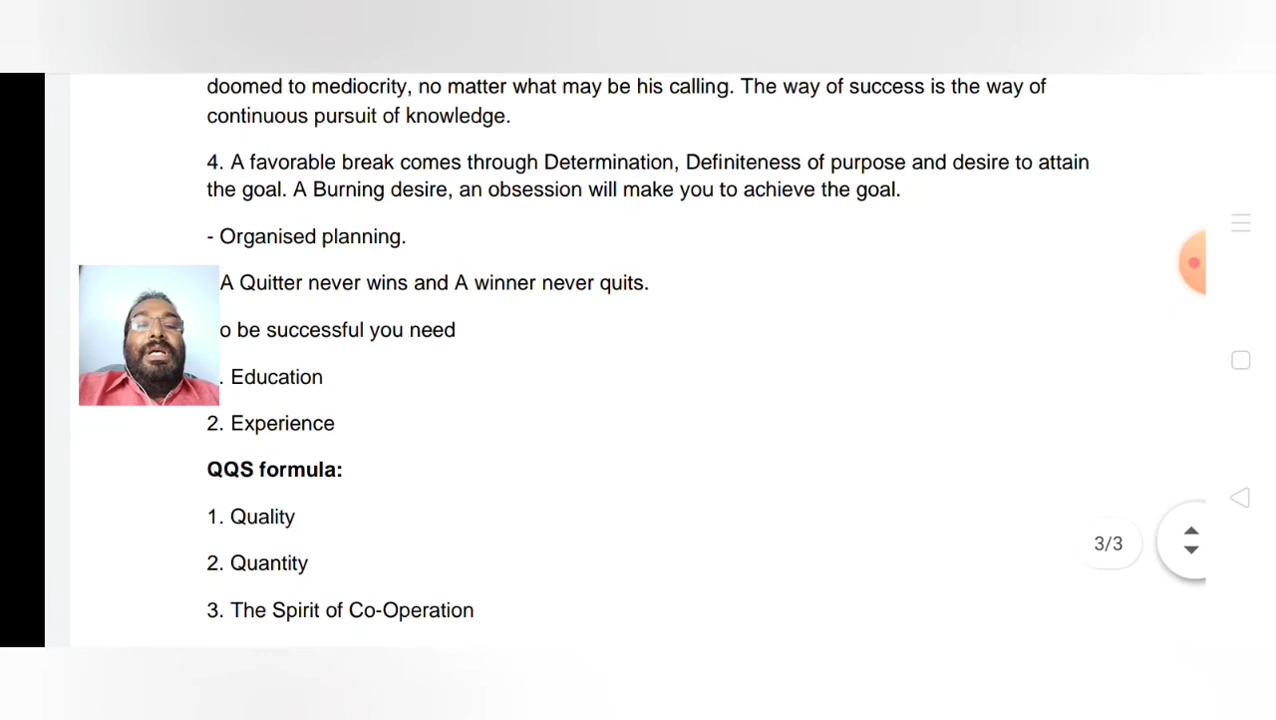 doomed to mediocrity, no matter what may be his calling. The way of success is the way of
continuous pursuit of knowledge.
4. A favorable break comes through Determination, Definiteness of purpose and desire to attain
the goal. A Burning desire, an obsession will make you to achieve the goal.
- Organised planning.
A Quitter never wins and A winner never quits.
o be successful you need
. Education
2. Experience
QQS formula:
1. Quality
2. Quantity
3. The Spirit of Co-Operation
3/3